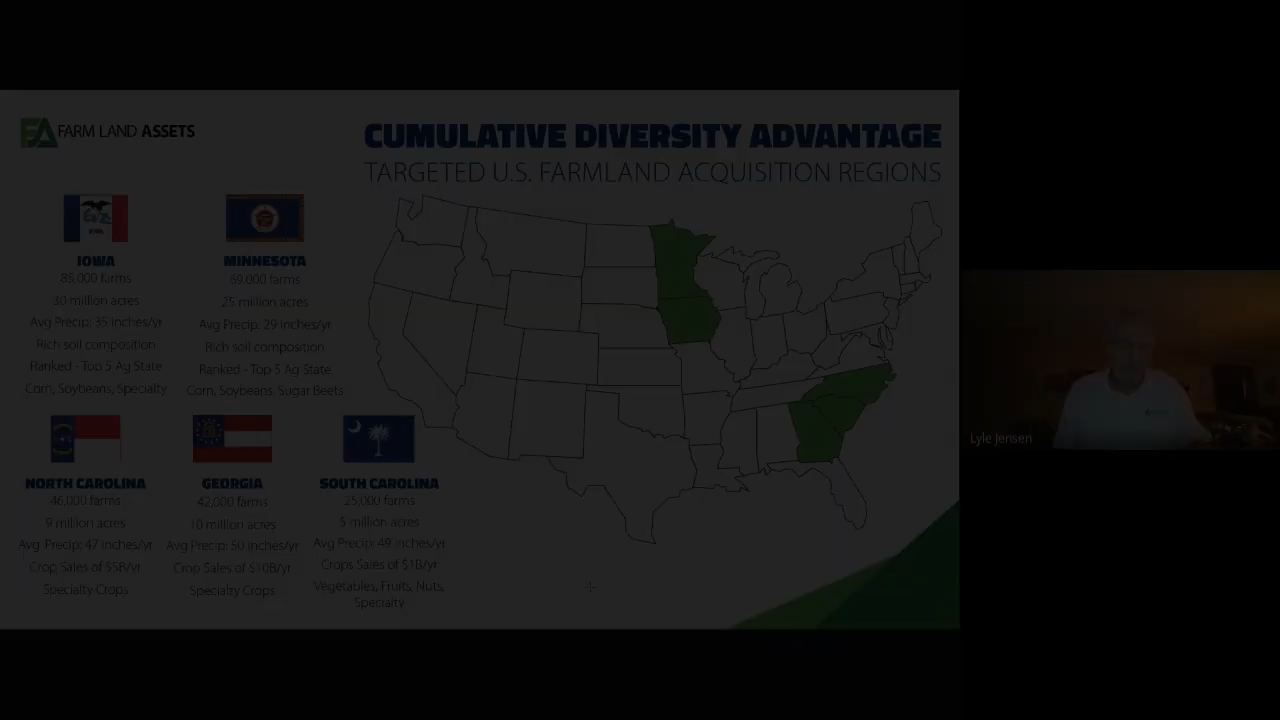 FA FARM LAND ASSETS
CUMULATIVE DIVERSITY ADVANTAGE
TARGETED U.S. FARMLAND ACQUISITION REGIONS
IOWA
85,000 farms
30 million acres
Avg Precip: 35 inches/yr
Rich soil composition
Ranked - Top 5 Ag State
Corn, Soybeans, Specialty
MINNESOTA
69,000 farms
25 million acres
Avg Precip: 29 inches/yr
Rich soil composition
Ranked - Top 5 Ag State
Corn, Soybeans, Sugar Beets
NORTH CAROLINA
46,000 farms
9 million acres
Avg Precip: 47 inches/yr
Crop Sales of $5B/yr
Specialty Crops
GEORGIA
42,000 farms
10 million acres
Avg Precip: 50 inches/yr
Crop Sales of $10B/yr
Specialty Crops
SOUTH CAROLINA
25,000 farms
5 million acres
Avg Precip: 49 inches/yr
Crops Sales of $1B/yr
Vegetables, Fruits, Nuts,
Specialty
Lyle Jensen